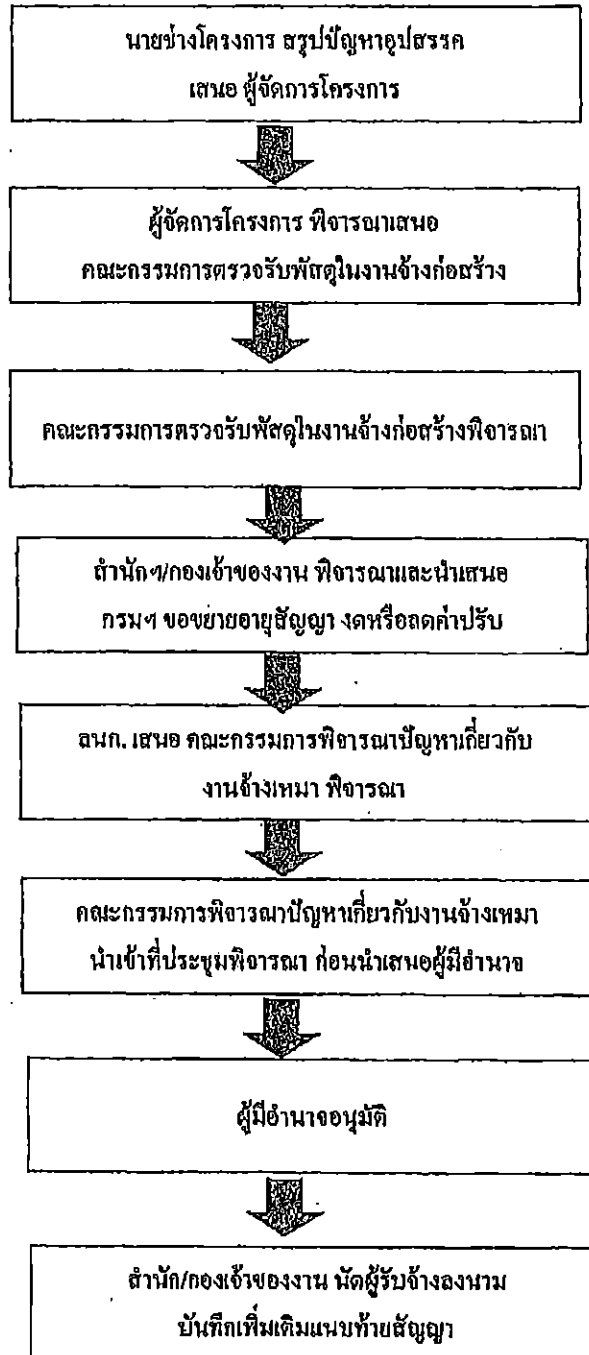 นายช่างโครงการ สรุปปัญหาอุปสรรค
เสนอ ผู้จัดการโครงการ
ผู้จัดการโครงการ พิจารณาเสนอ
คณะกรรมการตรวจรับพัสดุในงานจ้างก่อสร้าง
คณะกรรมการตรวจรับพัสดุในงานจ้างก่อสร้างพิจารณา
สำนักฯ/กองเจ้าของงาน พิจารณาและนำเสนอ
กรมฯ ขอขยายอายุสัญญา งดหรือลดค่าปรับ
ลนก. เสนอ คณะกรรมการพิจารณาปัญหาเกี่ยวกับ
งานจ้างเหมา พิจารณา
คณะกรรมการพิจารณาปัญหาเกี่ยวกับงานจ้างเหมา
นำเข้าที่ประชุมพิจารณา ก่อนนำเสนอผู้มีอำนาจ
ผู้มีอำนาจอนุมัติ
สำนัก/กองเจ้าของงาน นัดผู้รับจ้างลงนาม
บันทึกเพิ่มเติมแนบท้ายสัญญา